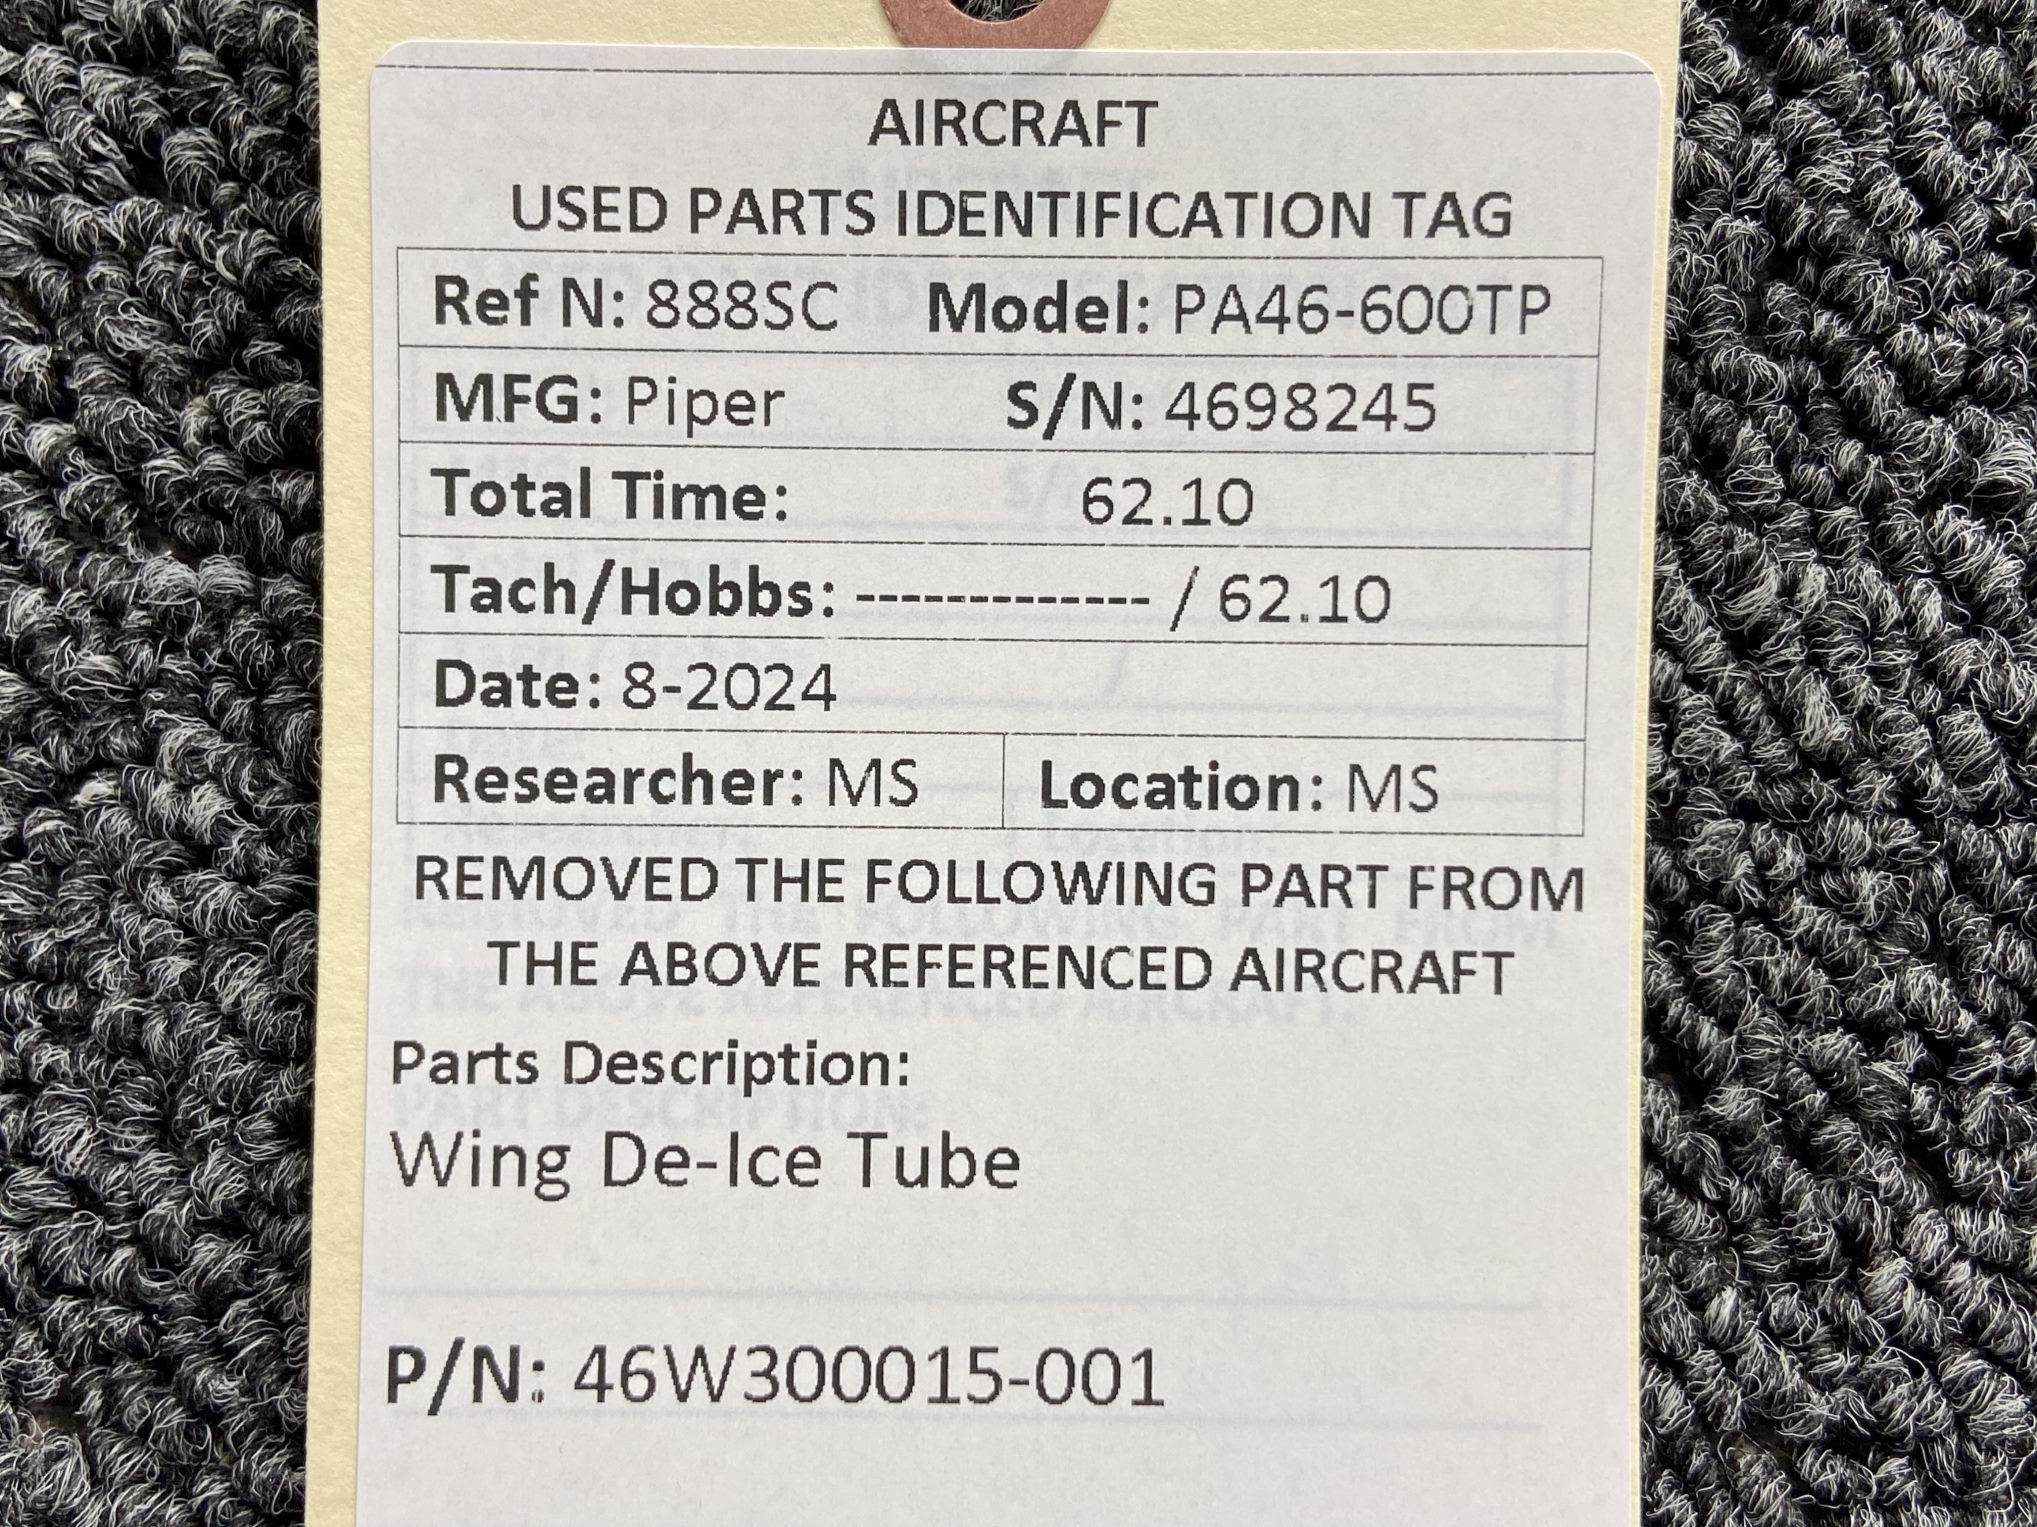 AIRCRAFT
USED PARTS IDENTIFICATION TAG
Ref N: 888SC Model: PA46-600TP
MFG: Piper S/N: 4698245
Total Time: 62.10
Tach/Hobbs: ------------- / 62.10
Date: 8-2024
Researcher: MS Location: MS
REMOVED THE FOLLOWING PART FROM
THE ABOVE REFERENCED AIRCRAFT
Parts Description:
Wing De-Ice Tube
P/N: 46W300015-001